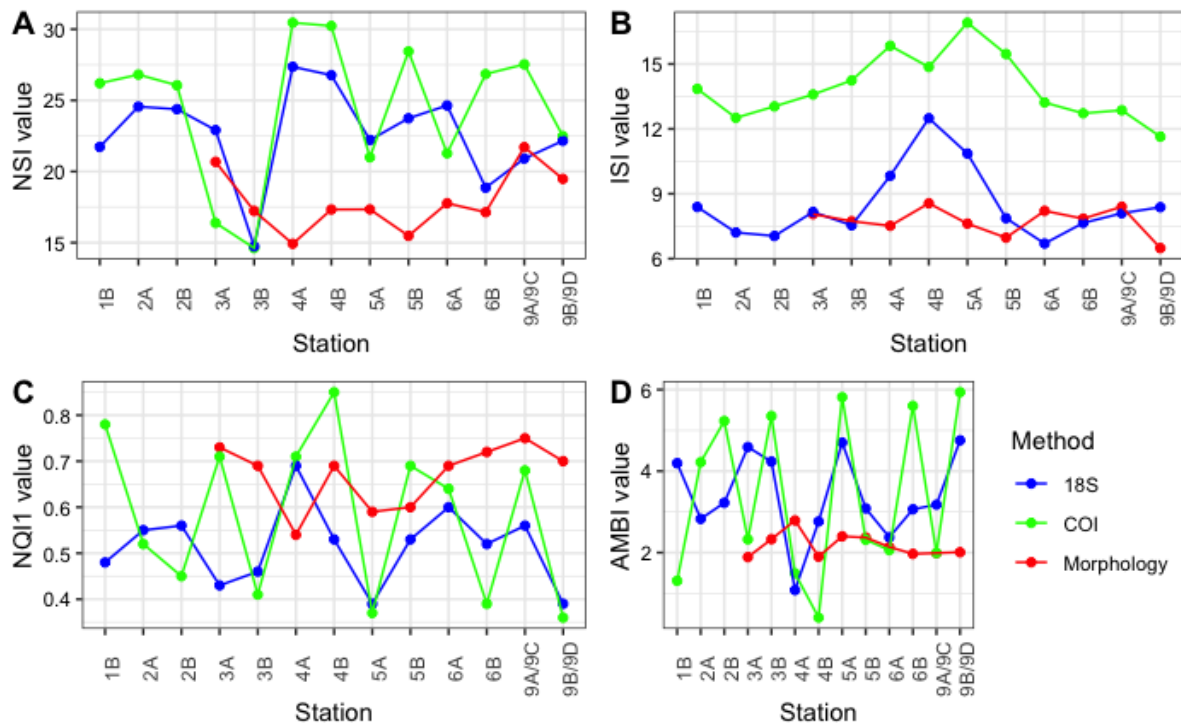 A
NSI value
30
25
20
15
1B 2A 2B 3A 3B 4A 4B 5A 5B 6A 6B 9A/9C 9B/9D
Station
B
ISI value
15
12
9
6
1B 2A 2B 3A 3B 4A 4B 5A 5B 6A 6B 9A/9C 9B/9D
Station
C
NQI1 value
0.8
0.7
0.6
0.5
0.4
1B 2A 2B 3A 3B 4A 4B 5A 5B 6A 6B 9A/9C 9B/9D
Station
D
AMBI value
6
4
2
1B 2A 2B 3A 3B 4A 4B 5A 5B 6A 6B 9A/9C 9B/9D
Station
Method
18S
COI
Morphology